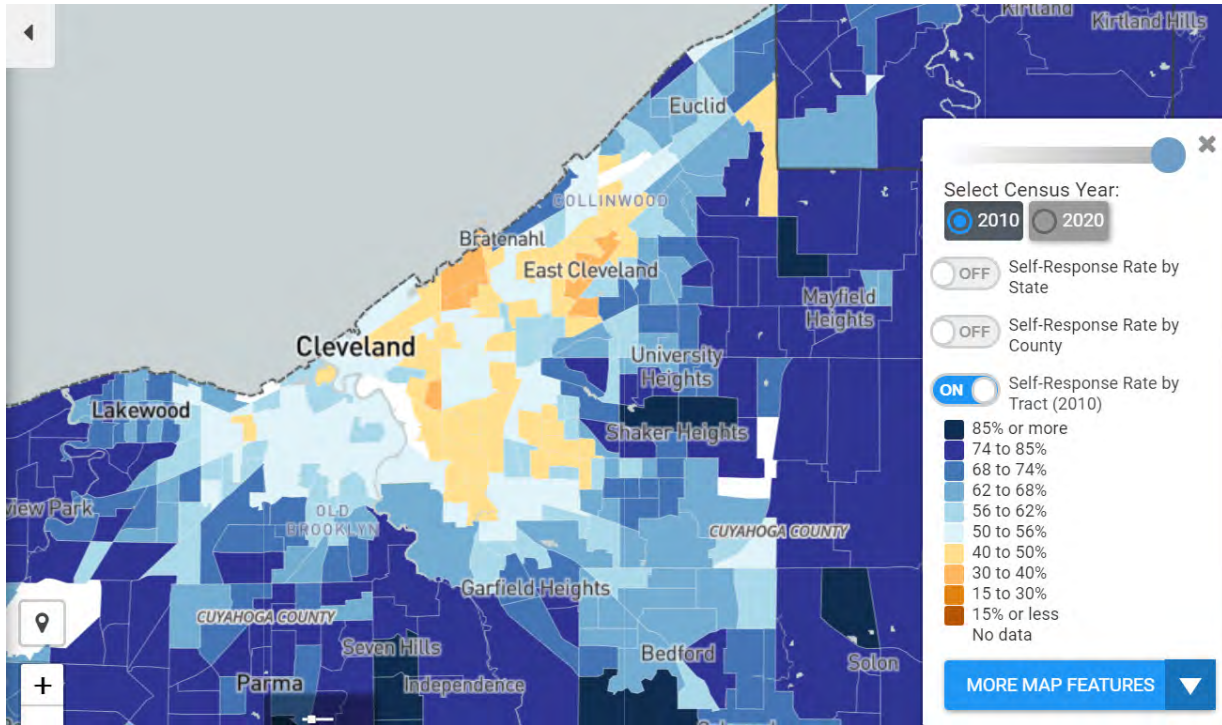 Kirtland
Kirtland Hills
Euclid
COLLINWOOD
Bratenahl
East Cleveland
Mayfield
Heights
Cleveland
University
Heights
Lakewood
Shaker Heights
view Park
OLD
BROOKLYN
CUYAHOGA COUNTY
Garfield Heights
CUYAHOGA COUNTY
Seven Hills
Bedford
Solon
Parma
Independence
+
Select Census Year:
2010 2020
OFF Self-Response Rate by
State
OFF Self-Response Rate by
County
ON Self-Response Rate by
Tract (2010)
85% or more
74 to 85%
68 to 74%
62 to 68%
56 to 62%
50 to 56%
40 to 50%
30 to 40%
15 to 30%
15% or less
No data
MORE MAP FEATURES